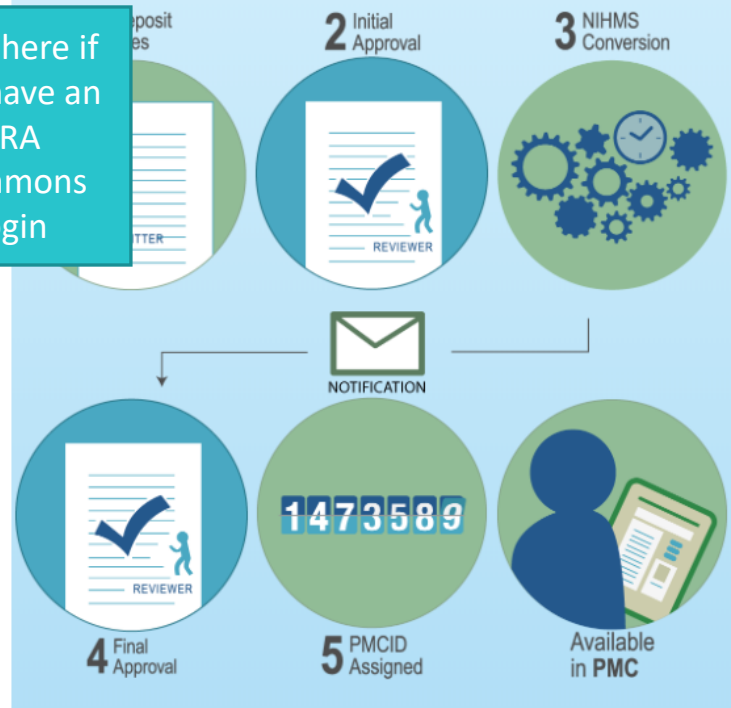 here if
have an
RA
mons
gin
eposit
es
TTER
2 Initial
Approval
REVIEWER
3 NIHMS
Conversion
NOTIFICATION
REVIEWER
4 Final
Approval
1473589
5 PMCID
Assigned
Available
in PMC